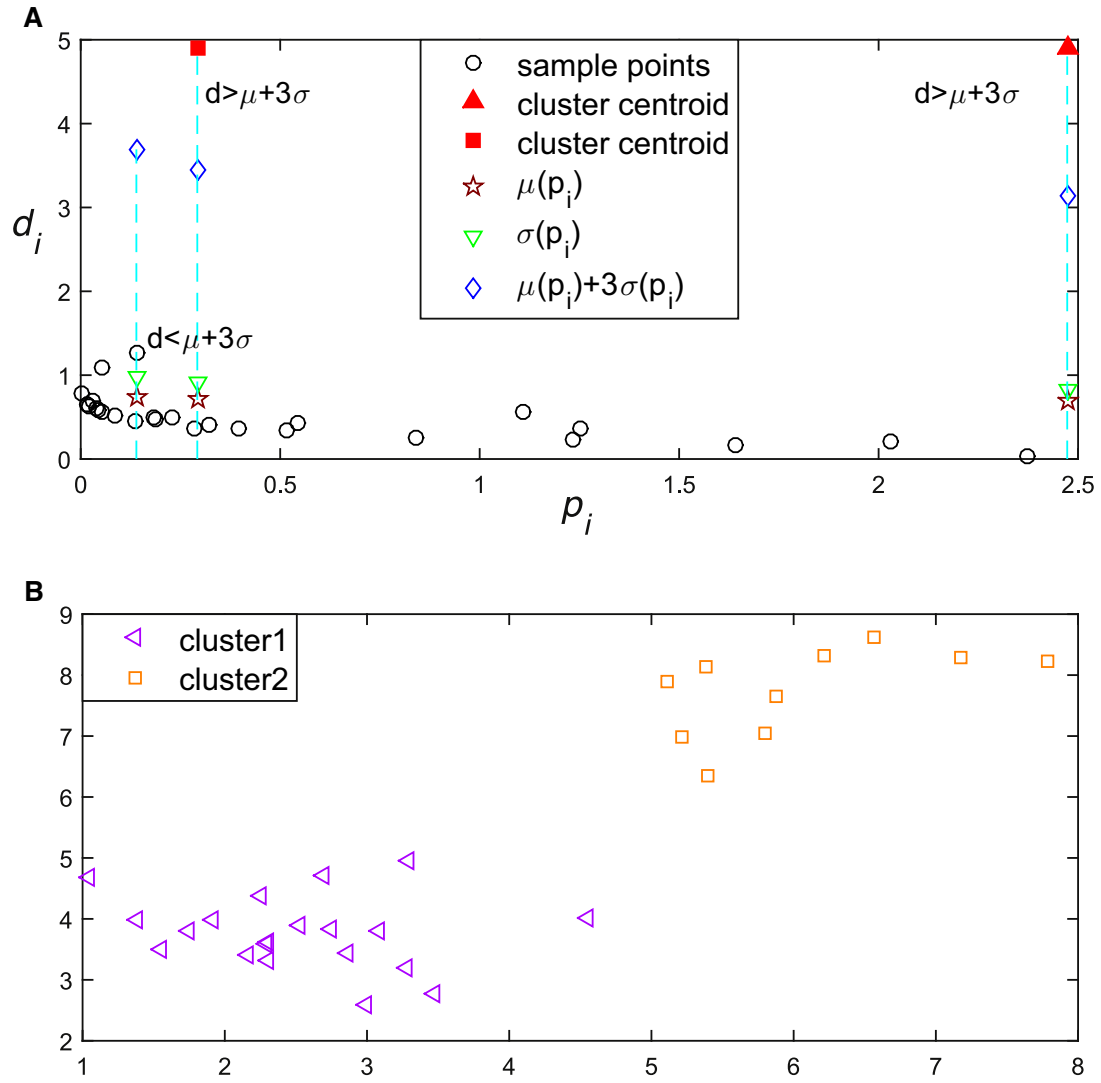 A
5
4
3
2
1
0
d_i
d>μ+3σ
d>μ+3σ
d<μ+3σ
sample points
cluster centroid
cluster centroid
μ(p_i)
σ(p_i)
μ(p_i)+3σ(p_i)
0 0.5 1 1.5 2 2.5
p_i
B
9
8
7
6
5
4
3
2
cluster1
cluster2
1 2 3 4 5 6 7 8